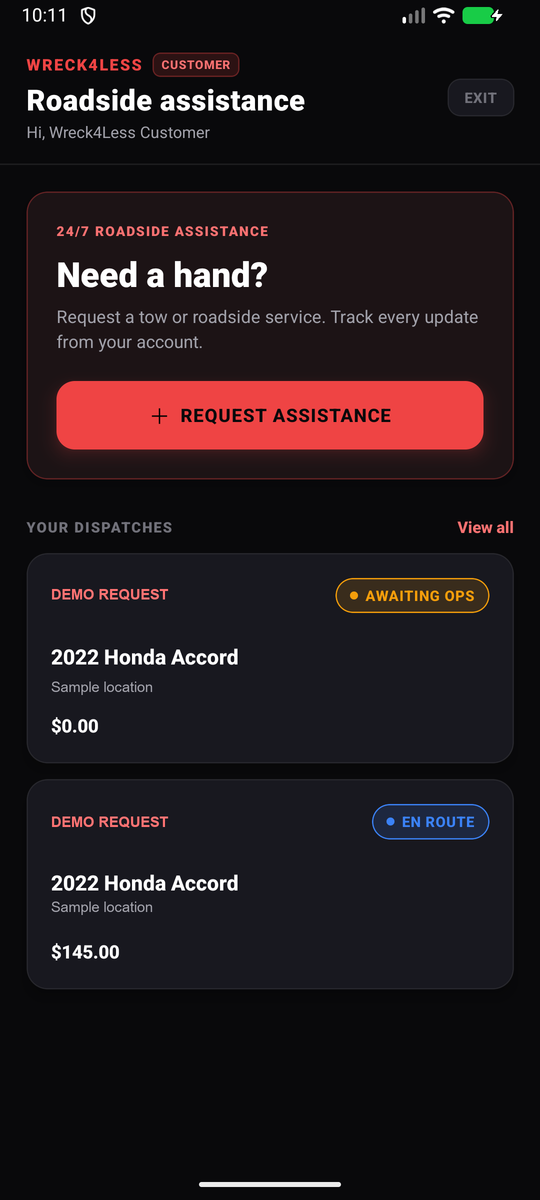 10:11
WRECK4LESS CUSTOMER
Roadside assistance
Hi, Wreck4Less Customer
EXIT
24/7 ROADSIDE ASSISTANCE
Need a hand?
Request a tow or roadside service. Track every update
from your account.
+ REQUEST ASSISTANCE
YOUR DISPATCHES View all
DEMO REQUEST AWAITING OPS
2022 Honda Accord
Sample location
$0.00
DEMO REQUEST EN ROUTE
2022 Honda Accord
Sample location
$145.00